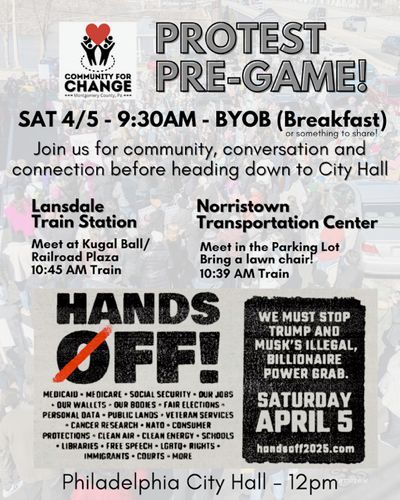 COMMUNITY FOR
CHANGE
Montgomery County, Pa
PROTEST
PRE-GAME!
SAT 4/5 - 9:30AM - BYOB (Breakfast)
or something to share!
Join us for community, conversation and
connection before heading down to City Hall
Lansdale
Train Station
Meet at Kugal Ball/
Railroad Plaza
10:45 AM Train
Norristown
Transportation Center
Meet in the Parking Lot
Bring a lawn chair!
10:39 AM Train
HANDS
OFF!
MEDICAID • MEDICARE • SOCIAL SECURITY • OUR JOBS
• OUR WALLETS • OUR BODIES • FAIR ELECTIONS •
PERSONAL DATA • PUBLIC LANDS • VETERAN SERVICES
• CANCER RESEARCH • NATO • CONSUMER
PROTECTIONS • CLEAN AIR • CLEAN ENERGY • SCHOOLS
• LIBRARIES • FREE SPEECH • LGBTQ+ RIGHTS •
IMMIGRANTS • COURTS • MORE
WE MUST STOP
TRUMP AND
MUSK'S ILLEGAL,
BILLIONAIRE
POWER GRAB.
SATURDAY
APRIL 5
handsoff2025.com
Philadelphia City Hall - 12pm